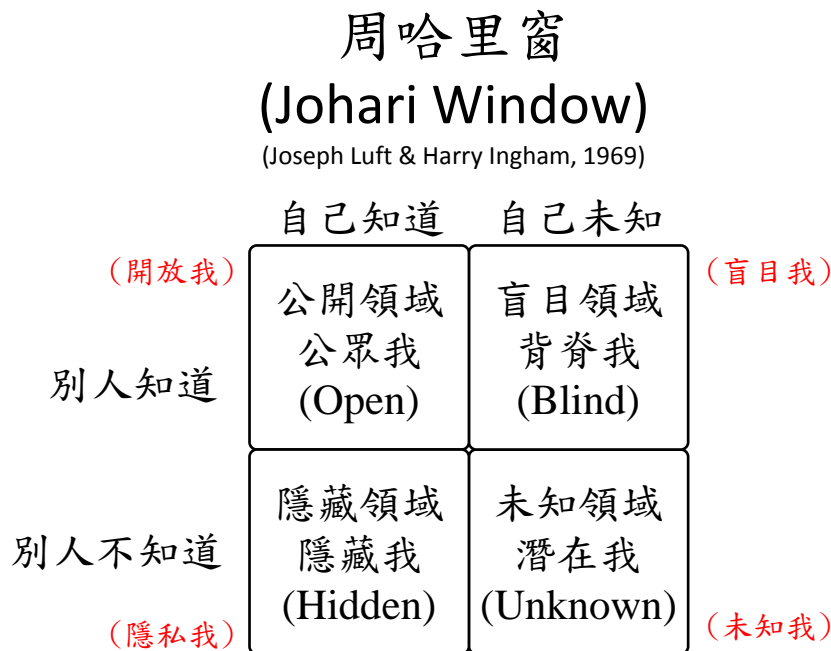 周哈里窗
(Johari Window)
(Joseph Luft & Harry Ingham, 1969)
自己知道 自己未知
(開放我)
公開領域
公眾我
(Open)
盲目領域
背脊我
(Blind)
(盲目我)
別人知道
別人不知道
隱藏領域
隱藏我
(Hidden)
未知領域
潛在我
(Unknown)
(隱私我)
(未知我)